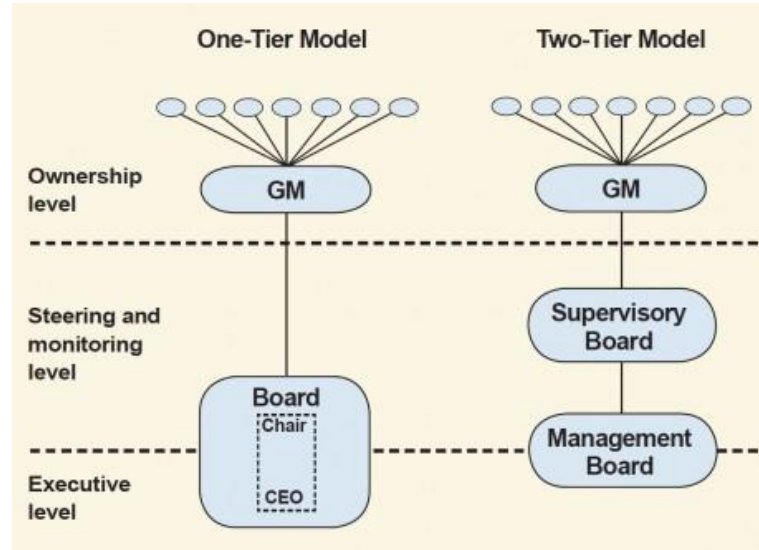 One-Tier Model
Two-Tier Model
Ownership
level
GM
GM
Steering and
monitoring
level
Supervisory
Board
Board
Chair
CEO
Management
Board
Executive
level